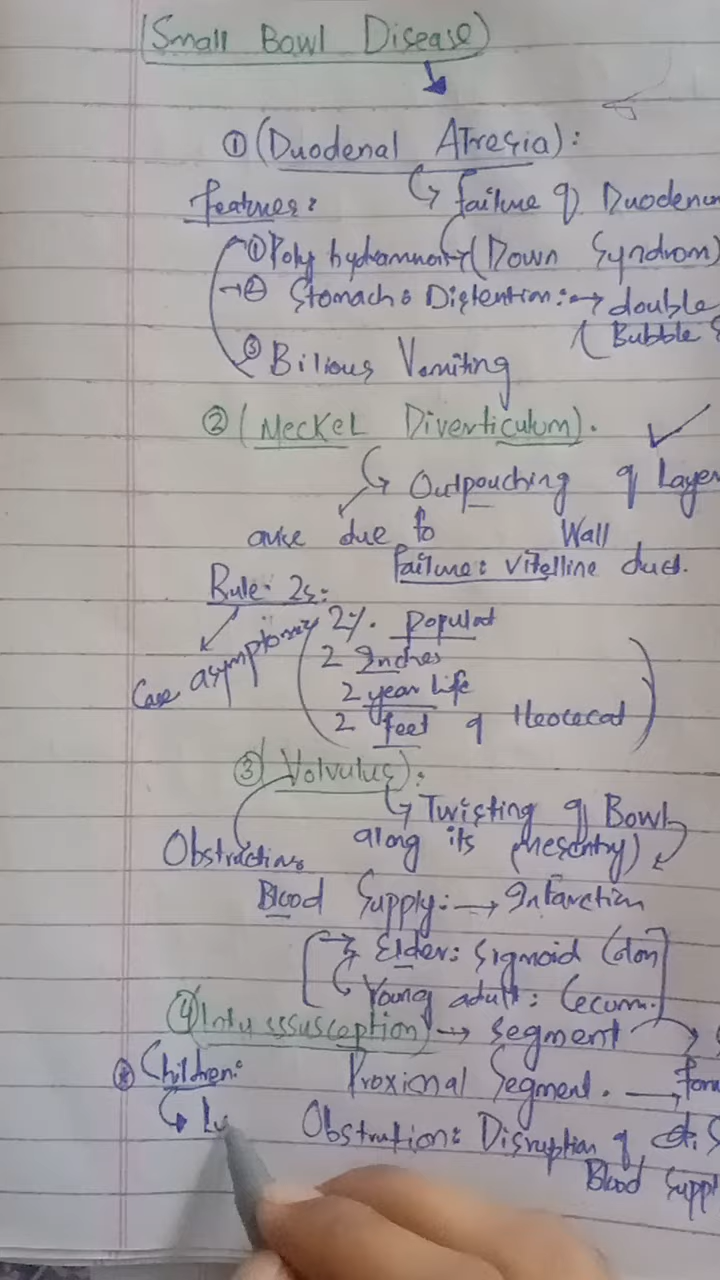 (Small Bowl Disease)
① (Duodenal Atresia):
↳ failure of Duodenum
Features:
① Poly hydramnois (Down Syndrom)
→② Stomach: Distention: → double
(Bubble S
③ Bilious Vomiting
② (Meckel Diverticulum).
↳ Outpouching of Layer
Wall
due to
Failure: vitelline duct.
Rule 2s:
Case asymptoms
2%. populat
2 Inches
2 year life
2 feet of Ileocecal
③ Volvulus):
↳ Twisting of Bowl
along its (mesentry)
Obstruction
Blood Supply: → Infarction
Elder: Sigmoid Colon
Young adult: Cecum.
④ Intussusception) → segment
Children:
Proximal Segment. →
↳ Lu
Obstrution: Disruption of
Blood Suppl